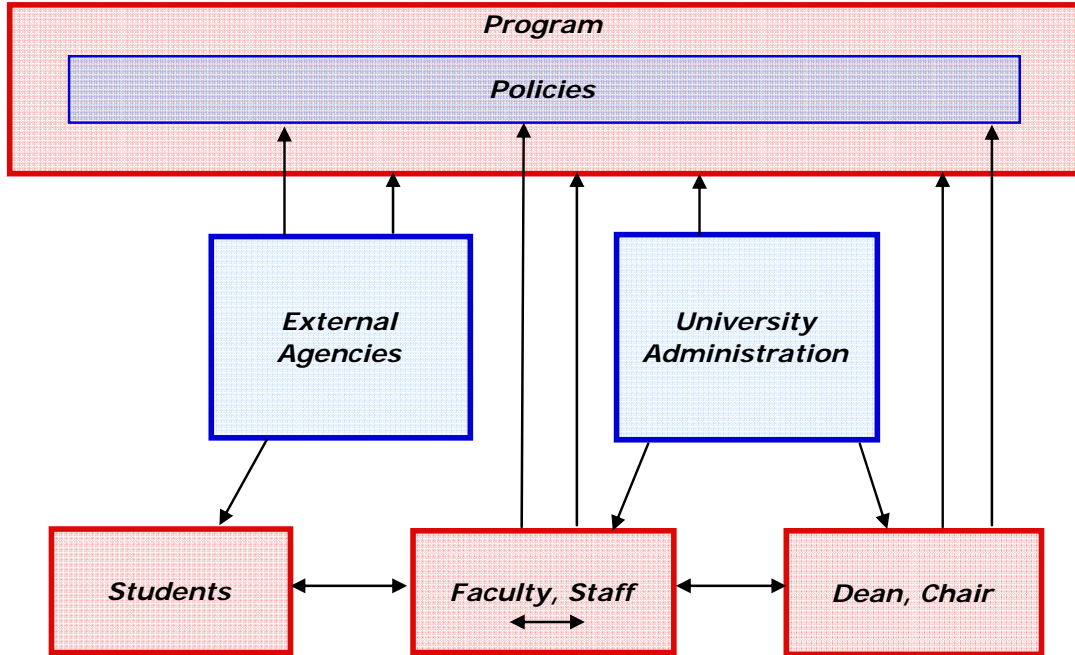 Program
Policies
External
Agencies
University
Administration
Students
Faculty, Staff
Dean, Chair